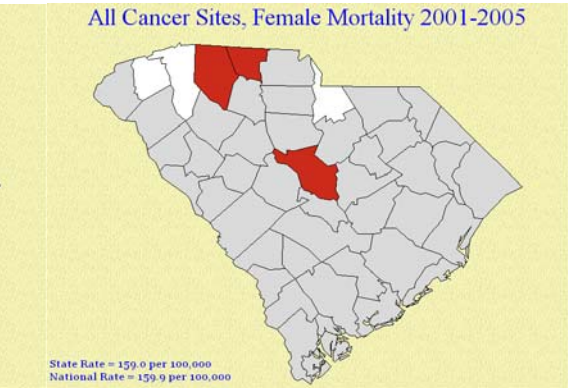 All Cancer Sites, Female Mortality 2001-2005
State Rate = 159.0 per 100,000
National Rate = 159.9 per 100,000